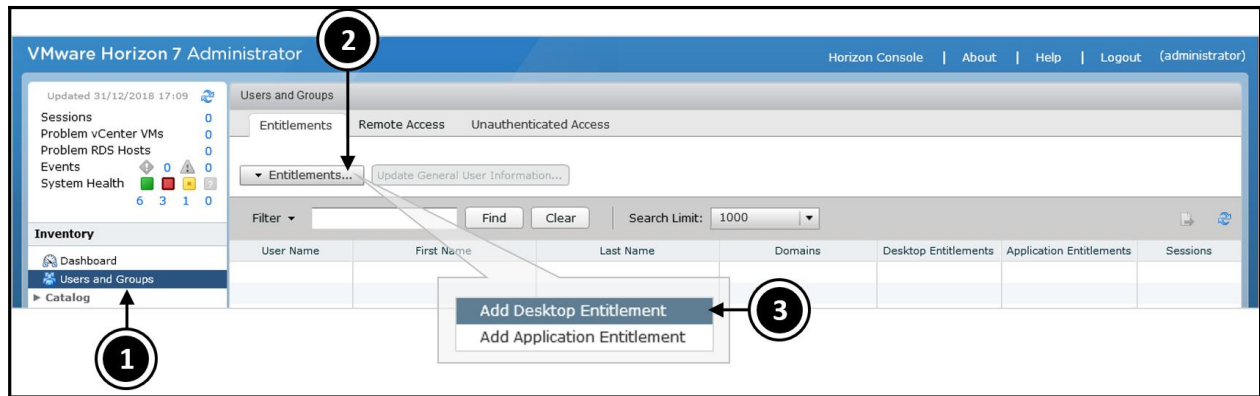 2
VMware Horizon 7 Administrator
Horizon Console | About | Help | Logout (administrator)
Updated 31/12/2018 17:09
Sessions 0
Problem vCenter VMs 0
Problem RDS Hosts 0
Events 0 0
System Health
6 3 1 0
Inventory
Dashboard
Users and Groups
Catalog
Users and Groups
Entitlements Remote Access Unauthenticated Access
Entitlements... Update General User Information...
Filter Find Clear Search Limit: 1000
User Name First Name Last Name Domains Desktop Entitlements Application Entitlements Sessions
Add Desktop Entitlement
Add Application Entitlement
3
1